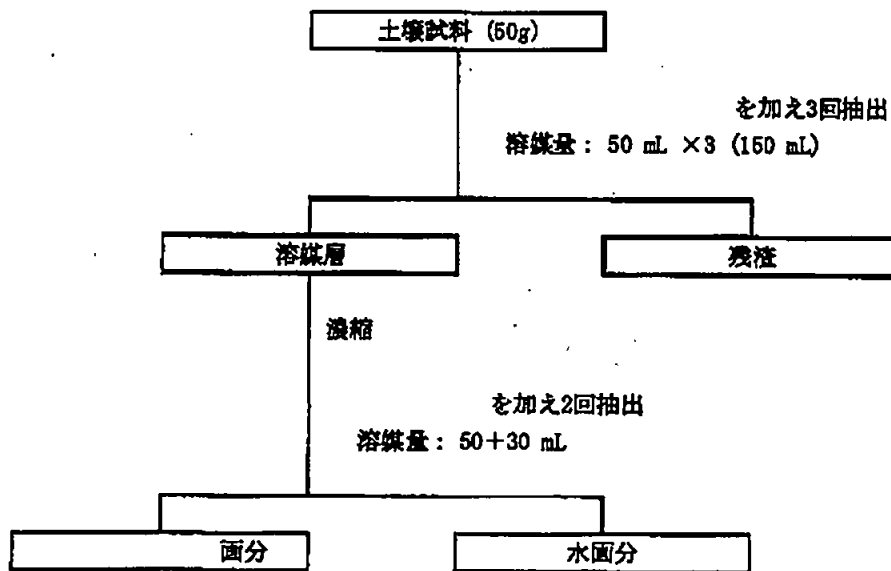 土壌試料 (50g)
を加え3回抽出
溶媒量： 50 mL ×3 (150 mL)
溶媒層
残渣
濃縮
を加え2回抽出
溶媒量： 50＋30 mL
画分
水画分